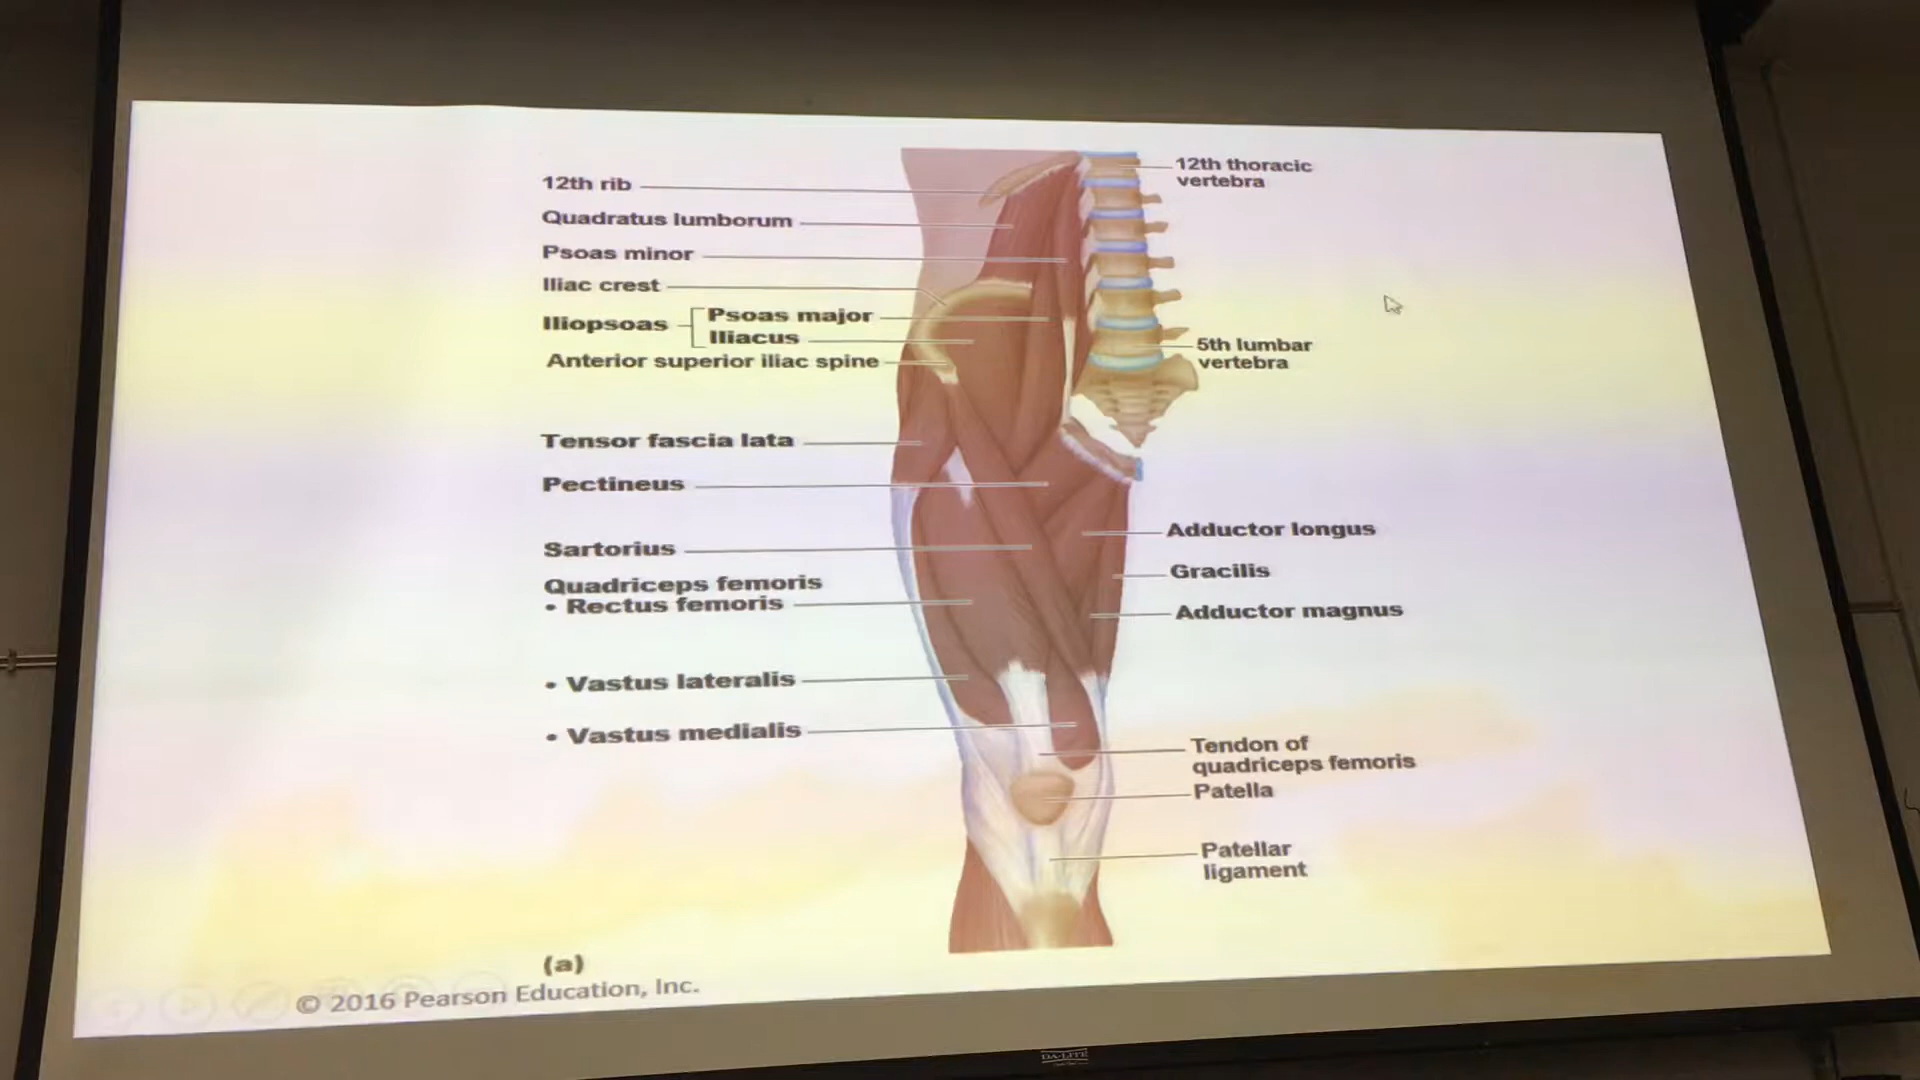 12th rib
Quadratus lumborum
Psoas minor
Iliac crest
Iliopsoas
Psoas major
Iliacus
Anterior superior iliac spine
Tensor fascia lata
Pectineus
Sartorius
Quadriceps femoris
• Rectus femoris
• Vastus lateralis
• Vastus medialis
12th thoracic
vertebra
5th lumbar
vertebra
Adductor longus
Gracilis
Adductor magnus
Tendon of
quadriceps femoris
Patella
Patellar
ligament
(a)
© 2016 Pearson Education, Inc.
DA-LITE